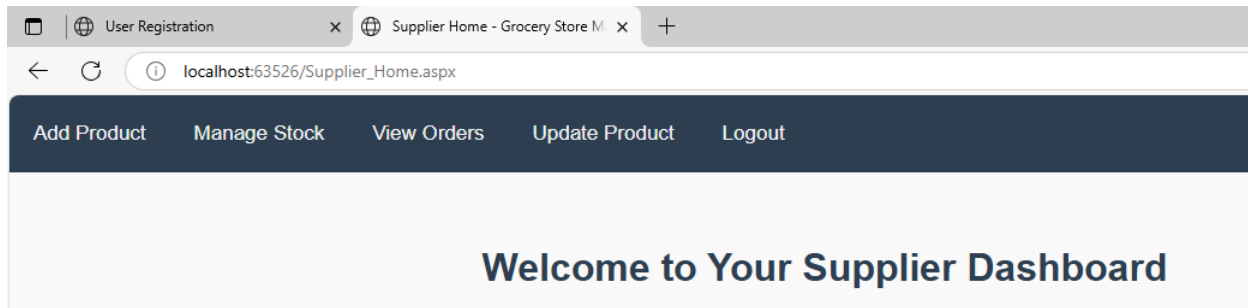 User Registration
Supplier Home - Grocery Store M
localhost:63526/Supplier_Home.aspx
Add Product Manage Stock View Orders Update Product Logout
Welcome to Your Supplier Dashboard